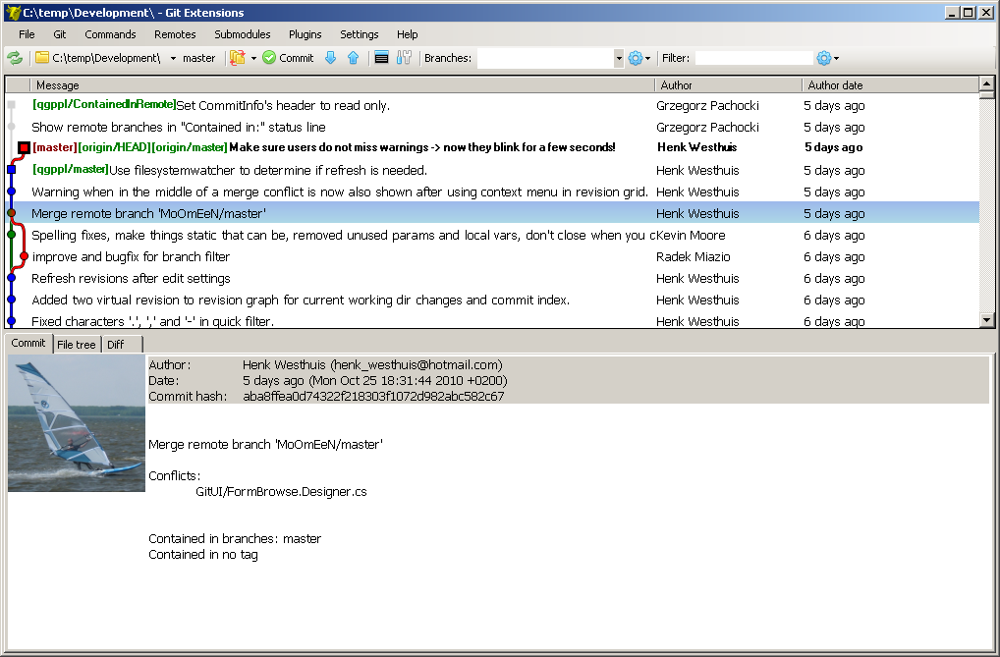 C:\temp\Development\ - Git Extensions
File Git Commands Remotes Submodules Plugins Settings Help
C:\temp\Development\ master Commit Branches: Filter:
Message Author Author date
[qgppl/ContainedInRemote]Set CommitInfo's header to read only. Grzegorz Pachocki 5 days ago
Show remote branches in "Contained in:" status line Grzegorz Pachocki 5 days ago
[master][origin/HEAD][origin/master]Make sure users do not miss warnings -> now they blink for a few seconds! Henk Westhuis 5 days ago
[qgppl/master]Use filesystemwatcher to determine if refresh is needed. Henk Westhuis 5 days ago
Warning when in the middle of a merge conflict is now also shown after using context menu in revision grid. Henk Westhuis 5 days ago
Merge remote branch 'MoOmEeN/master' Henk Westhuis 5 days ago
Spelling fixes, make things static that can be, removed unused params and local vars, don't close when you c Kevin Moore 6 days ago
improve and bugfix for branch filter Radek Miazio 6 days ago
Refresh revisions after edit settings Henk Westhuis 6 days ago
Added two virtual revision to revision graph for current working dir changes and commit index. Henk Westhuis 6 days ago
Fixed characters '.', ',' and '-' in quick filter. Henk Westhuis 6 days ago
Commit File tree Diff
Author: Henk Westhuis (henk_westhuis@hotmail.com)
Date: 5 days ago (Mon Oct 25 18:31:44 2010 +0200)
Commit hash: aba8ffea0d74322f218303f1072d982abc582c67
Merge remote branch 'MoOmEeN/master'
Conflicts:
GitUI/FormBrowse.Designer.cs
Contained in branches: master
Contained in no tag